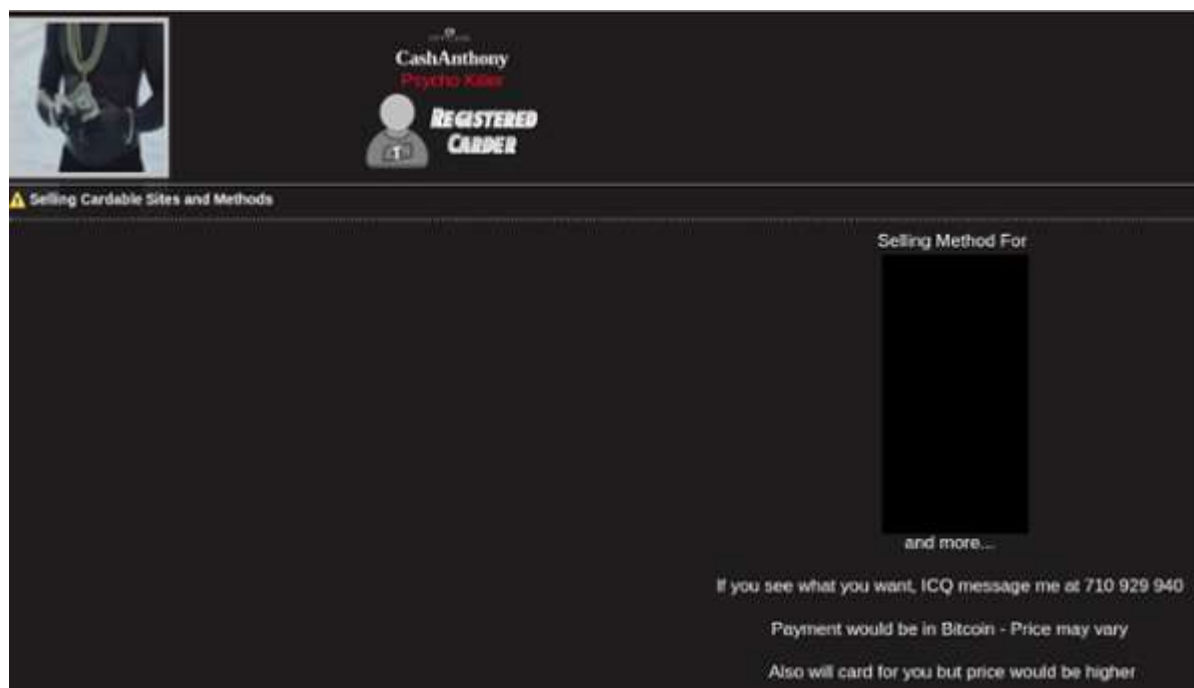 CashAnthony
Psycho Killer
REGISTERED
CARDER
Selling Cardable Sites and Methods
Selling Method For
and more...
If you see what you want, ICQ message me at 710 929 940
Payment would be in Bitcoin - Price may vary
Also will card for you but price would be higher